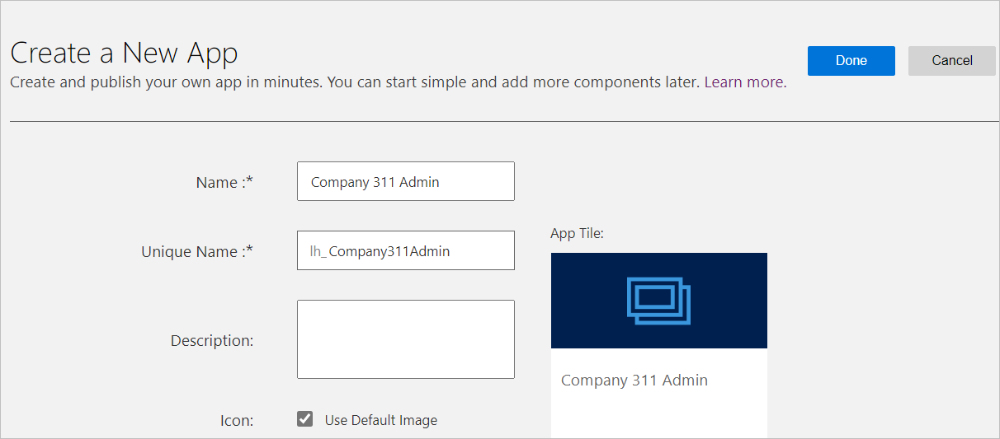 Create a New App
Done
Cancel
Create and publish your own app in minutes. You can start simple and add more components later. Learn more.
Name :*
Company 311 Admin
Unique Name :*
lh_Company311Admin
App Tile:
Description:
Company 311 Admin
Icon:
Use Default Image